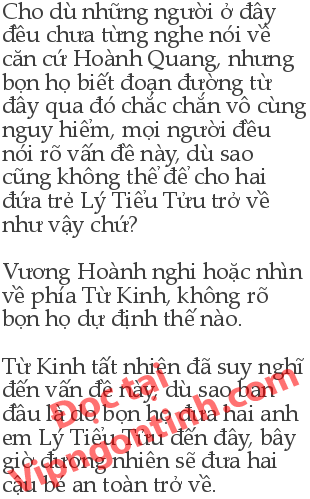 Cho dù những người ở đây
đều chưa từng nghe nói về
căn cứ Hoành Quang, nhưng
bọn họ biết đoạn đường từ
đây qua đó chắc chắn vô cùng
nguy hiểm, mọi người đều
nói rõ vấn đề này, dù sao
cũng không thể để cho hai
đứa trẻ Lý Tiểu Tửu trở về
như vậy chứ?
Vương Hoành nghi hoặc nhìn
về phía Từ Kinh, không rõ
bọn họ dự định thế nào.
Từ Kinh tất nhiên đã suy nghĩ
đến vấn đề này, dù sao ban
đầu là do bọn họ đưa hai anh
em Lý Tiểu Tửu đến đây, bây
giờ đương nhiên sẽ đưa hai
cậu bé an toàn trở về.
Đọc tại
Vipngontinh.com